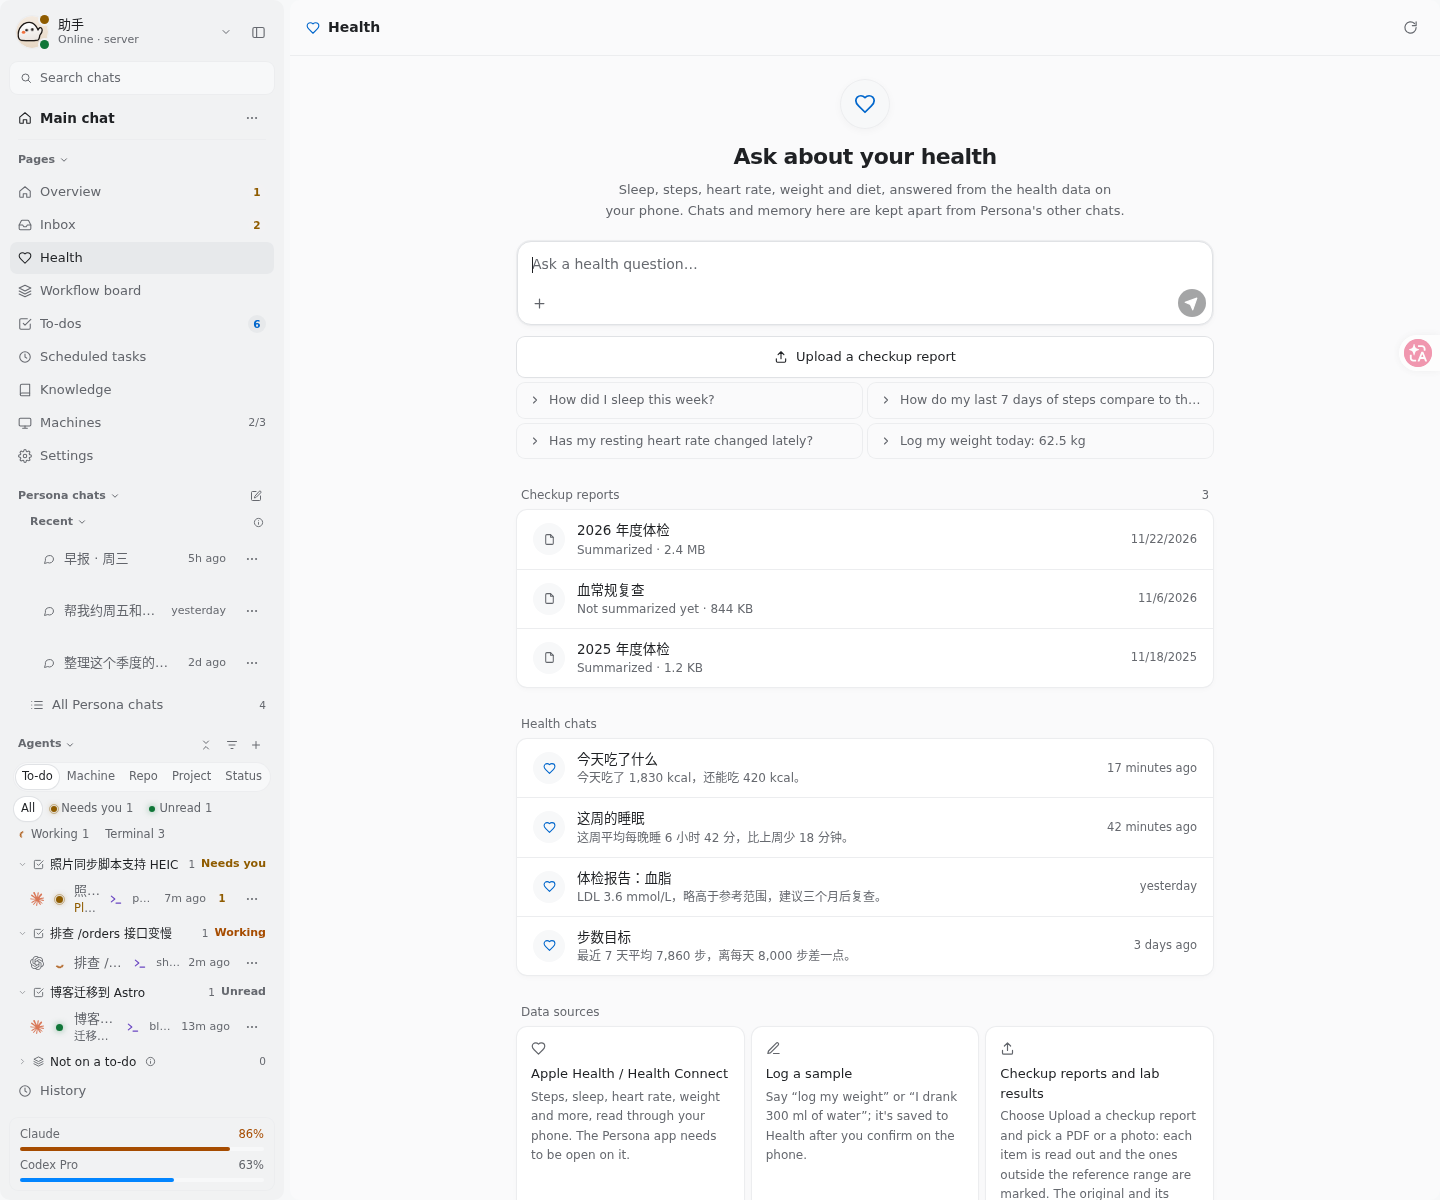 助手
Online · server
Search chats
Main chat
Pages
Overview 1
Inbox 2
Health
Workflow board
To-dos 6
Scheduled tasks
Knowledge
Machines 2/3
Settings
Persona chats
Recent
早报 · 周三 5h ago
帮我约周五和… yesterday
整理这个季度的… 2d ago
All Persona chats 4
Agents
To-do Machine Repo Project Status
All Needs you 1 Unread 1
Working 1 Terminal 3
照片同步脚本支持 HEIC 1 Needs you
照… p… 7m ago 1
Pl…
排查 /orders 接口变慢 1 Working
排查 /… sh… 2m ago
博客迁移到 Astro 1 Unread
博客… bl… 13m ago
迁移…
Not on a to-do 0
History
Claude 86%
Codex Pro 63%
Health
Ask about your health
Sleep, steps, heart rate, weight and diet, answered from the health data on
your phone. Chats and memory here are kept apart from Persona's other chats.
Ask a health question…
Upload a checkup report
How did I sleep this week?
How do my last 7 days of steps compare to th…
Has my resting heart rate changed lately?
Log my weight today: 62.5 kg
Checkup reports 3
2026 年度体检
Summarized · 2.4 MB
11/22/2026
血常规复查
Not summarized yet · 844 KB
11/6/2026
2025 年度体检
Summarized · 1.2 KB
11/18/2025
Health chats
今天吃了什么
今天吃了 1,830 kcal，还能吃 420 kcal。
17 minutes ago
这周的睡眠
这周平均每晚睡 6 小时 42 分，比上周少 18 分钟。
42 minutes ago
体检报告：血脂
LDL 3.6 mmol/L，略高于参考范围，建议三个月后复查。
yesterday
步数目标
最近 7 天平均 7,860 步，离每天 8,000 步差一点。
3 days ago
Data sources
Apple Health / Health Connect
Steps, sleep, heart rate, weight
and more, read through your
phone. The Persona app needs
to be open on it.
Log a sample
Say “log my weight” or “I drank
300 ml of water”; it's saved to
Health after you confirm on the
phone.
Checkup reports and lab
results
Choose Upload a checkup report
and pick a PDF or a photo: each
item is read out and the ones
outside the reference range are
marked. The original and its